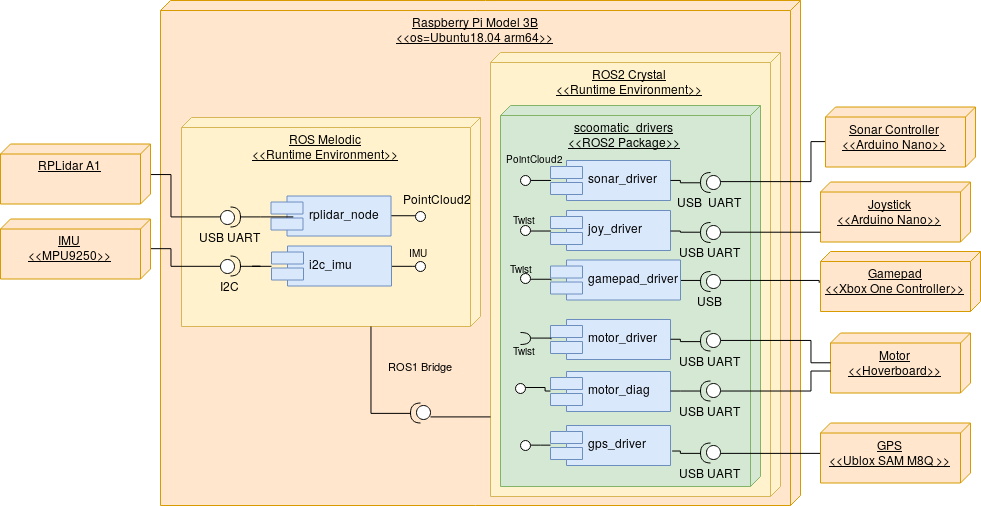 Raspberry Pi Model 3B
<<os=Ubuntu18.04 arm64>>
ROS2 Crystal
<<Runtime Environment>>
scoomatic_drivers
<<ROS2 Package>>
PointCloud2
sonar_driver
USB UART
Twist
joy_driver
USB UART
Twist
gamepad_driver
USB
motor_driver
Twist
USB UART
motor_diag
USB UART
gps_driver
USB UART
ROS Melodic
<<Runtime Environment>>
PointCloud2
rplidar_node
USB UART
IMU
i2c_imu
I2C
ROS1 Bridge
RPLidar A1
IMU
<<MPU9250>>
Sonar Controller
<<Arduino Nano>>
Joystick
<<Arduino Nano>>
Gamepad
<<Xbox One Controller>>
Motor
<<Hoverboard>>
GPS
<<Ublox SAM M8Q >>